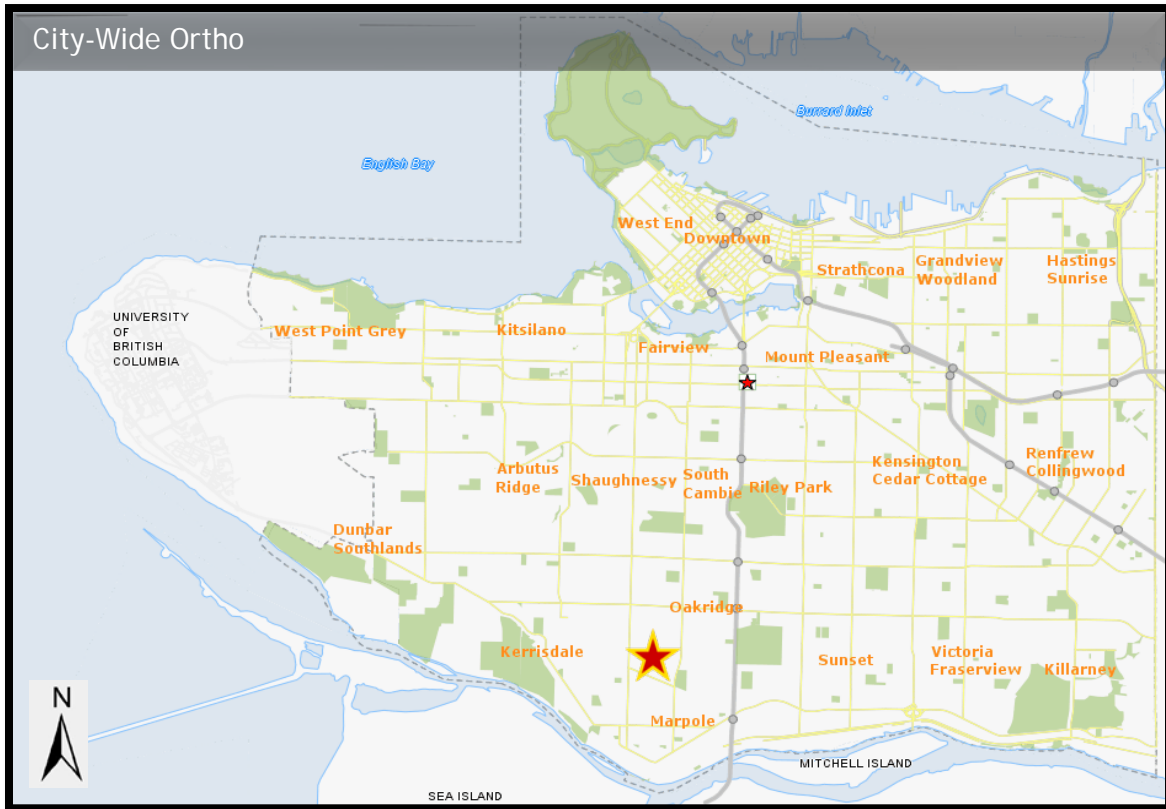 City-Wide Ortho
Burrard Inlet
English Bay
West End
Downtown
Strathcona
Grandview
Woodland
Hastings
Sunrise
UNIVERSITY
OF
BRITISH
COLUMBIA
West Point Grey
Kitsilano
Fairview
Mount Pleasant
Arbutus
Ridge
Shaughnessy
South
Cambie
Riley Park
Kensington
Cedar Cottage
Renfrew
Collingwood
Dunbar
Southlands
Oakridge
Kerrisdale
Sunset
Victoria
Fraserview
Killarney
N
Marpole
MITCHELL ISLAND
SEA ISLAND